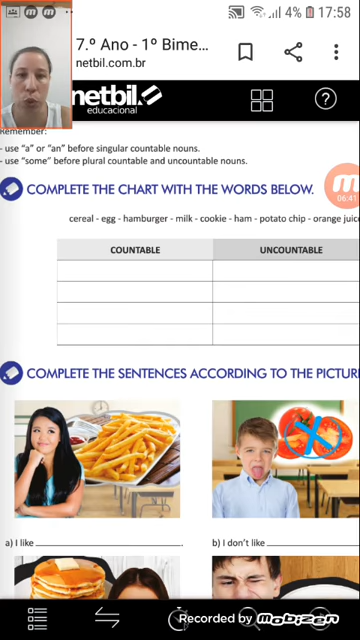 4% 17:58
7.º Ano - 1º Bime...
netbil.com.br
netbil
educacional
Remember:
- use “a” or “an” before singular countable nouns.
- use “some” before plural countable and uncountable nouns.
COMPLETE THE CHART WITH THE WORDS BELOW.
06:41
cereal - egg - hamburger - milk - cookie - ham - potato chip - orange juice
COUNTABLE UNCOUNTABLE
COMPLETE THE SENTENCES ACCORDING TO THE PICTUR
a) I like
b) I don’t like
Recorded by Mobizen